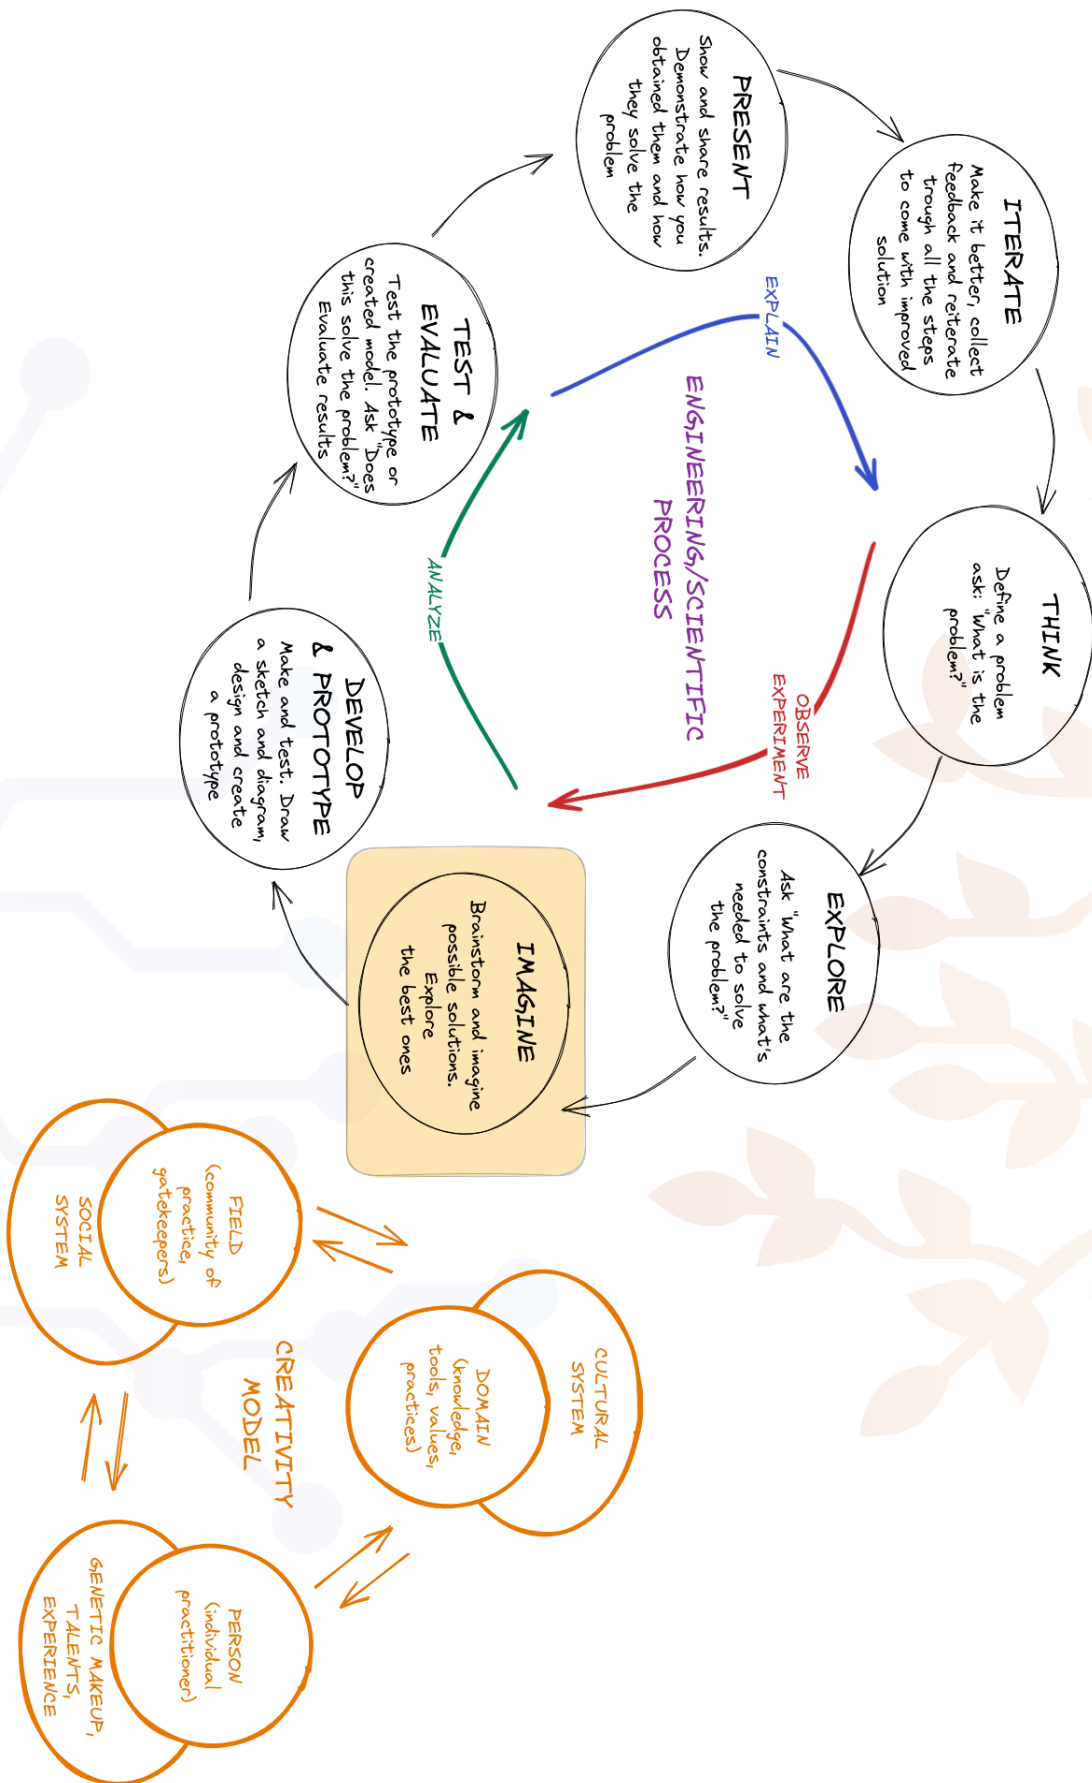 THINK
Define a problem
ask: "What is the
problem?"
EXPLORE
Ask "What are the
constraints and what's
needed to solve
the problem?"
IMAGINE
Brainstorm and imagine
possible solutions.
Explore
the best ones
DEVELOP
& PROTOTYPE
Make and test. Draw
a sketch and diagram,
design and create
a prototype
TEST &
EVALUATE
Test the prototype or
created model. Ask "Does
this solve the problem?"
Evaluate results
PRESENT
Show and share results.
Demonstrate how you
obtained them and how
they solve the
problem
ITERATE
Make it better, collect
feedback and reiterate
trough all the steps
to come with improved
solution
EXPLAIN
OBSERVE
EXPERIMENT
ANALYZE
ENGINEERING/SCIENTIFIC
PROCESS
CULTURAL
SYSTEM
DOMAIN
(knowledge,
tools, values,
practices)
CREATIVITY
MODEL
FIELD
(community of
practice,
gatekeepers)
SOCIAL
SYSTEM
PERSON
(individual
practitioner)
GENETIC MAKEUP,
TALENTS,
EXPERIENCE